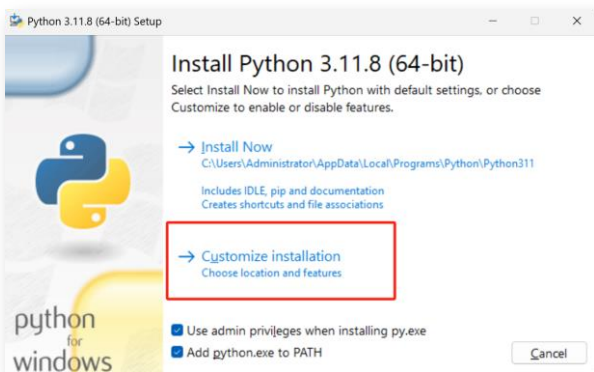 Python 3.11.8 (64-bit) Setup
Install Python 3.11.8 (64-bit)
Select Install Now to install Python with default settings, or choose
Customize to enable or disable features.
Install Now
C:\Users\Administrator\AppData\Local\Programs\Python\Python311
Includes IDLE, pip and documentation
Creates shortcuts and file associations
Customize installation
Choose location and features
python
for
windows
Use admin privileges when installing py.exe
Add python.exe to PATH
Cancel